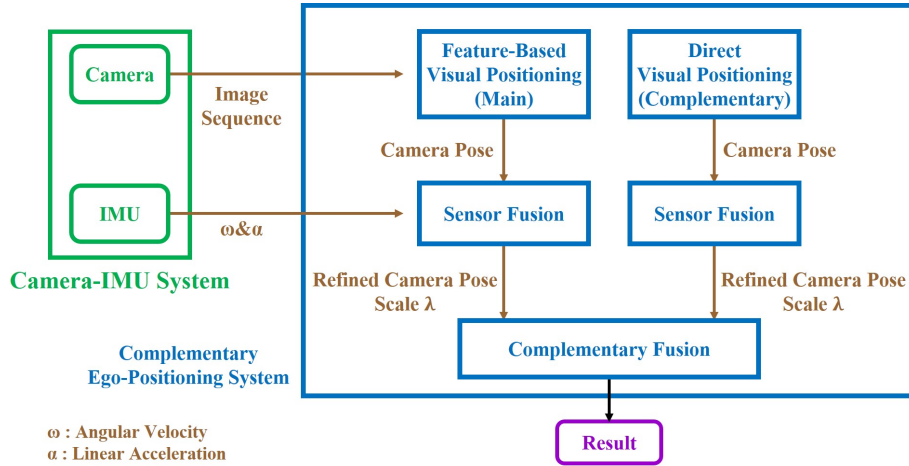 Camera
Image
Sequence
Feature-Based
Visual Positioning
(Main)
Direct
Visual Positioning
(Complementary)
Camera Pose
Camera Pose
IMU
ω&α
Sensor Fusion
Sensor Fusion
Camera-IMU System
Refined Camera Pose
Scale λ
Refined Camera Pose
Scale λ
Complementary
Ego-Positioning System
Complementary Fusion
ω : Angular Velocity
α : Linear Acceleration
Result